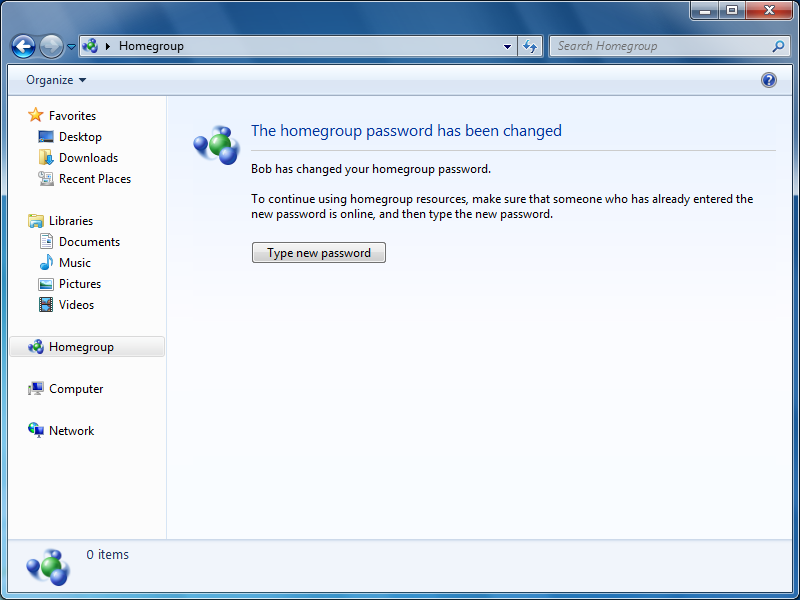 Homegroup
Search Homegroup
Organize
Favorites
Desktop
Downloads
Recent Places
Libraries
Documents
Music
Pictures
Videos
Homegroup
Computer
Network
The homegroup password has been changed
Bob has changed your homegroup password.
To continue using homegroup resources, make sure that someone who has already entered the
new password is online, and then type the new password.
Type new password
0 items